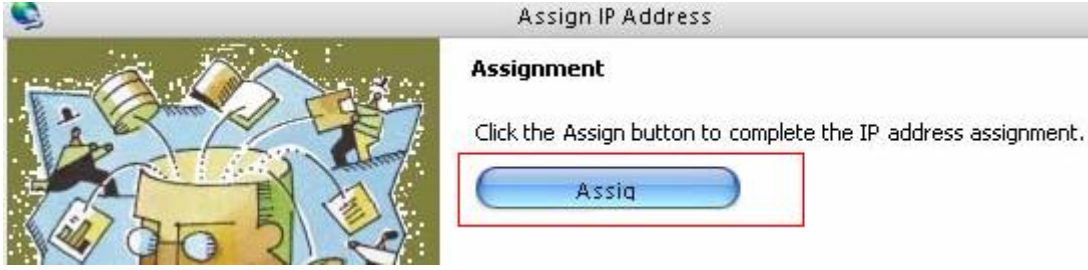 Assign IP Address
Assignment
Click the Assign button to complete the IP address assignment.
Assig